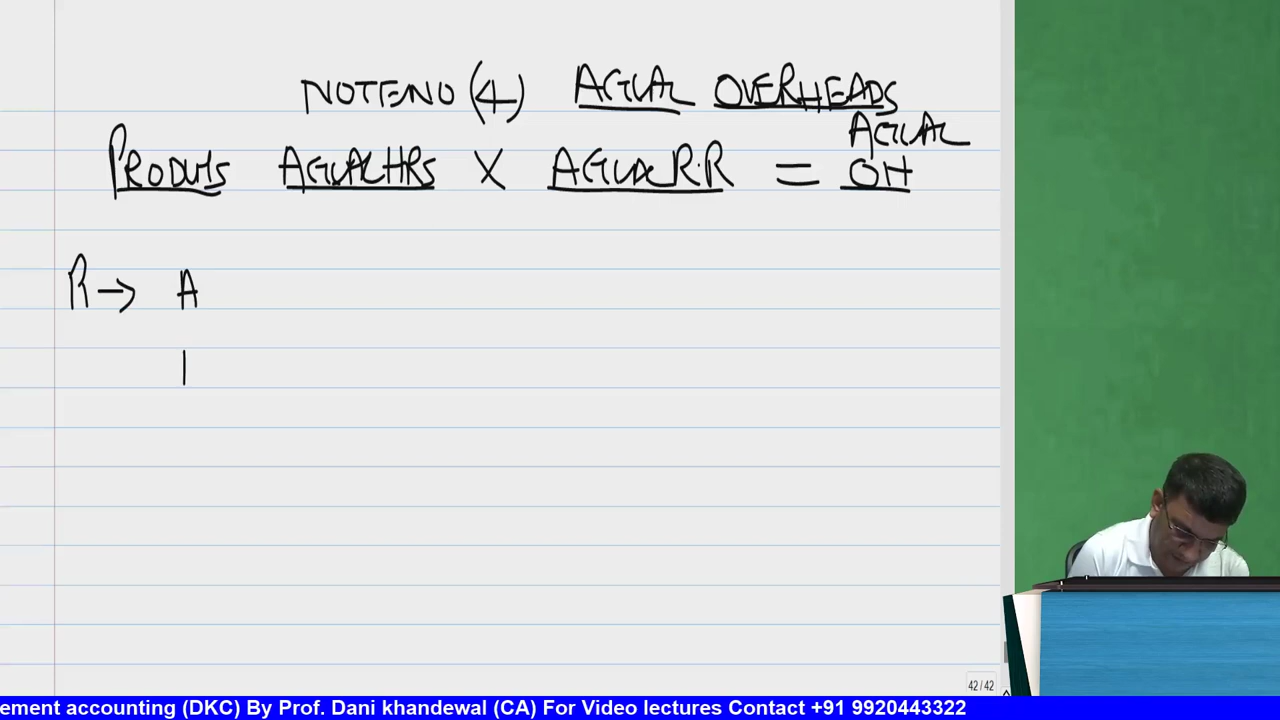 NOTE NO (4) ACTUAL OVERHEADS
PRODUTS ACTUAL HRS X ACTUAL R.R = ACTUAL OH
R → A
42/42
ement accounting (DKC) By Prof. Dani khandewal (CA) For Video lectures Contact +91 9920443322